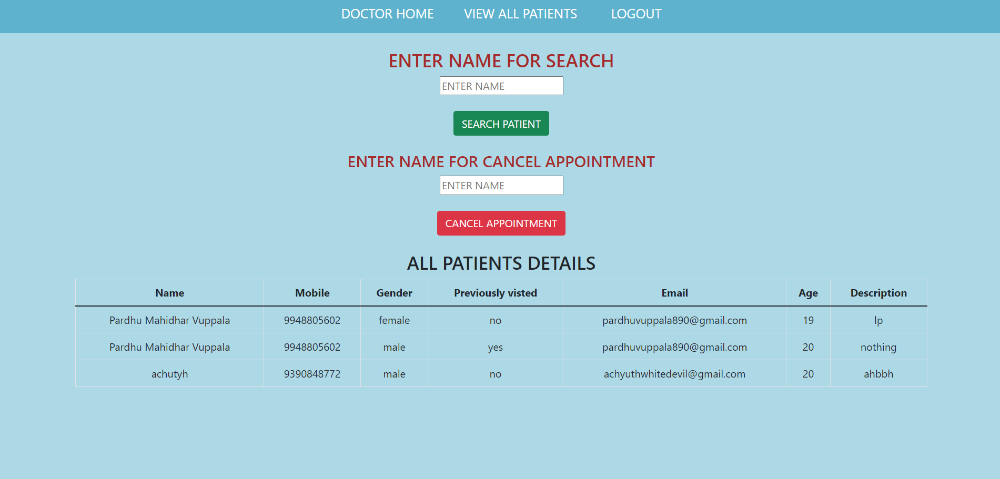 DOCTOR HOME VIEW ALL PATIENTS LOGOUT
ENTER NAME FOR SEARCH
ENTER NAME
SEARCH PATIENT
ENTER NAME FOR CANCEL APPOINTMENT
ENTER NAME
CANCEL APPOINTMENT
ALL PATIENTS DETAILS
Name Mobile Gender Previously visted Email Age Description
Pardhu Mahidhar Vuppala 9948805602 female no pardhuvuppala890@gmail.com 19 lp
Pardhu Mahidhar Vuppala 9948805602 male yes pardhuvuppala890@gmail.com 20 nothing
achutyh 9390848772 male no achyuthwhitedevil@gmail.com 20 ahbbh